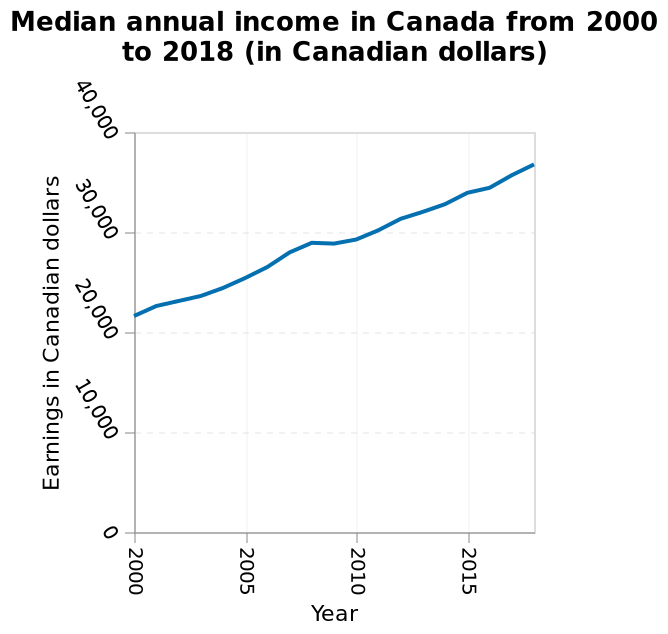 Median annual income in Canada from 2000
to 2018 (in Canadian dollars)
40,000
30,000
20,000
10,000
0
Earnings in Canadian dollars
2000
2005
2010
2015
Year